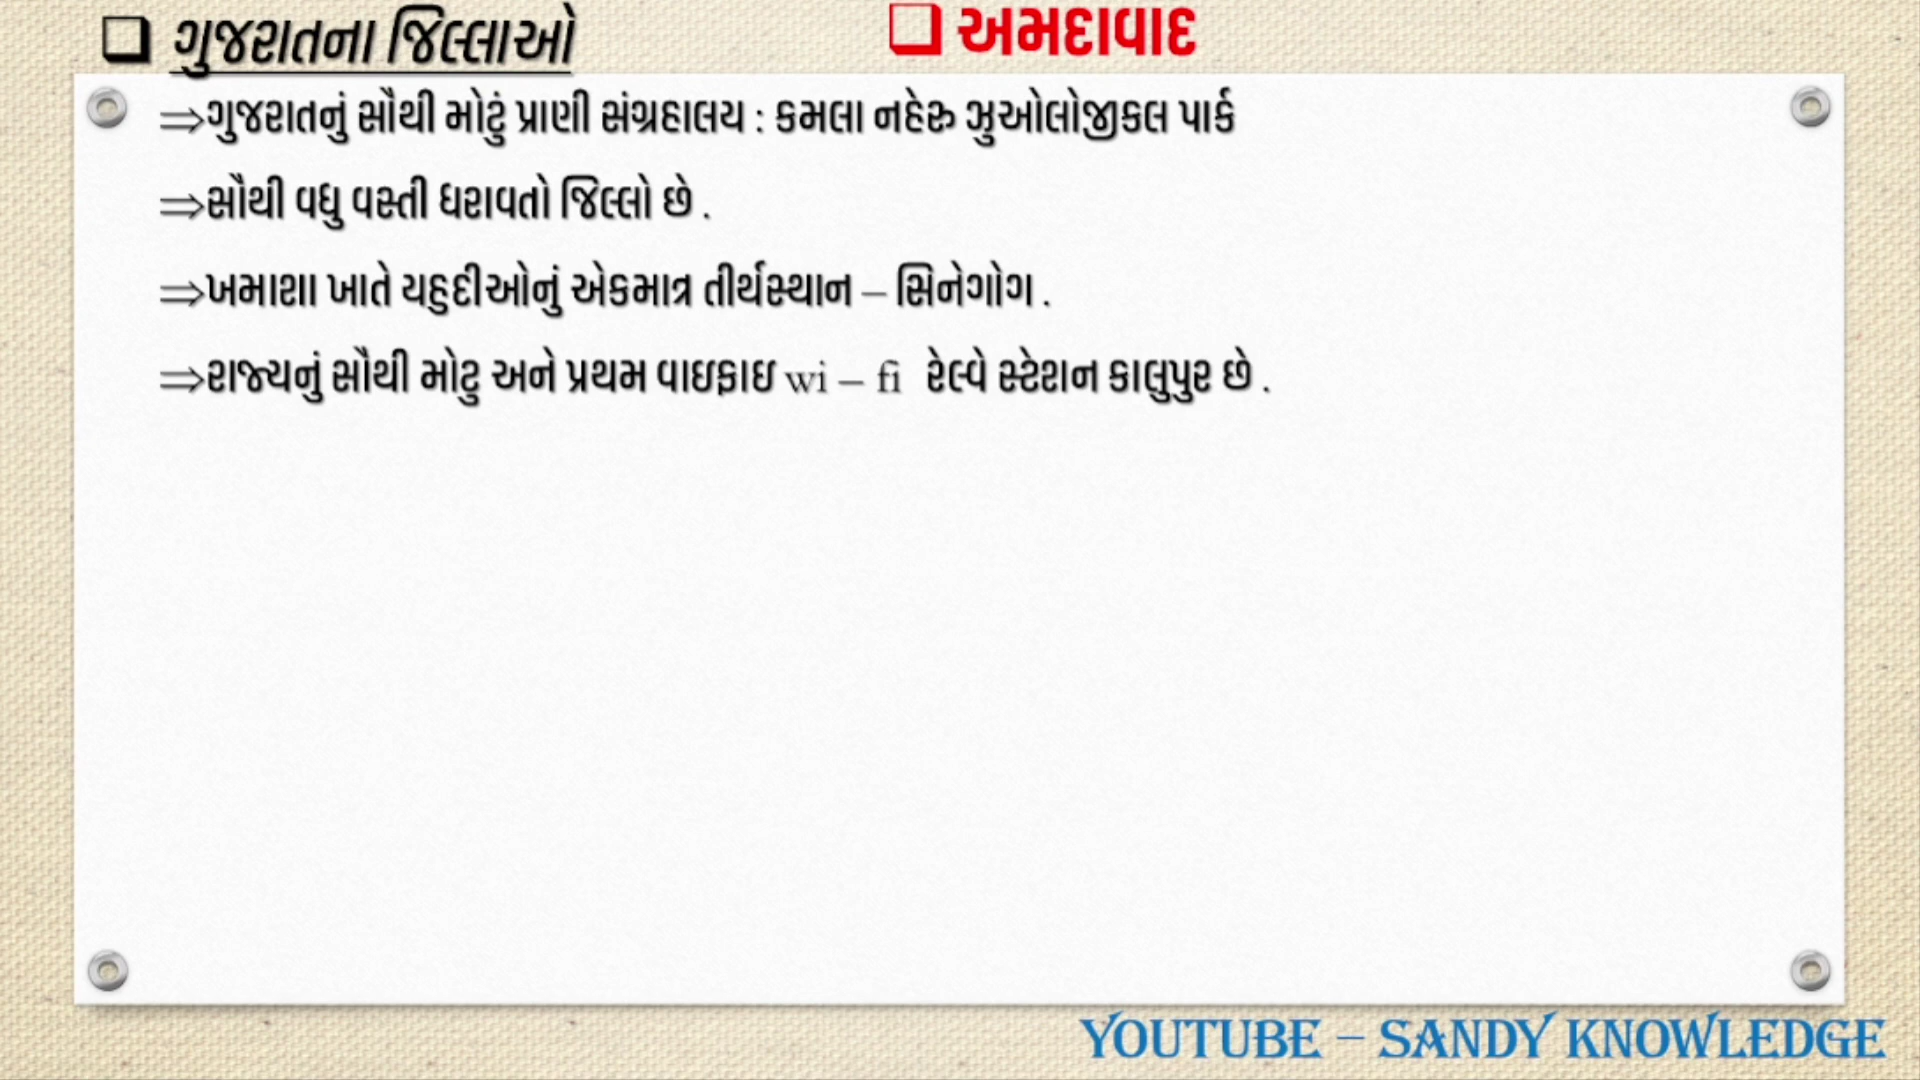 ❑ ગુજરાતના જિલ્લાઓ
❑ અમદાવાદ
⇒ગુજરાતનું સૌથી મોટું પ્રાણી સંગ્રહાલય : કમલા નહેરુ ઝુઓલોજીકલ પાર્ક
⇒સૌથી વધુ વસ્તી ધરાવતો જિલ્લો છે .
⇒ખમાશા ખાતે યહુદીઓનું એકમાત્ર તીર્થસ્થાન – સિનેગોગ .
⇒રાજ્યનું સૌથી મોટુ અને પ્રથમ વાઇફાઇ wi – fi રેલ્વે સ્ટેશન કાલુપુર છે .
YOUTUBE – SANDY KNOWLEDGE